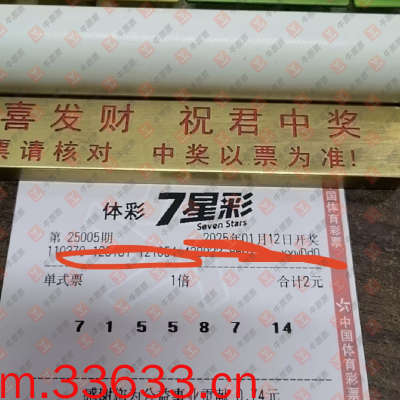 喜发财 祝君中奖
票请核对 中奖以票为准!
体彩 7星彩
Seven Stars
第 25005期 2025年01月12日开奖
单式票 1倍 合计2元
7 1 5 5 8 7 14
m.33633.cn
元
国体育彩票
中国体育彩票